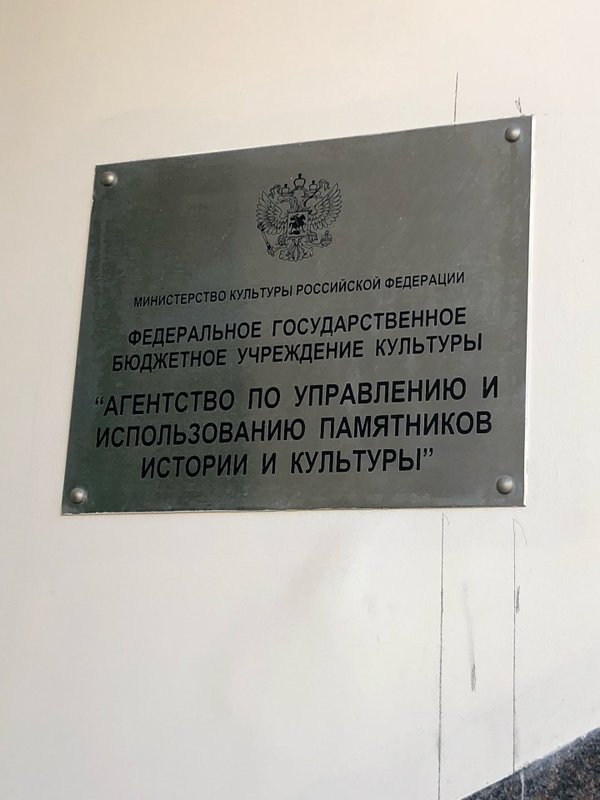 МИНИСТЕРСТВО КУЛЬТУРЫ РОССИЙСКОЙ ФЕДЕРАЦИИ
ФЕДЕРАЛЬНОЕ ГОСУДАРСТВЕННОЕ
БЮДЖЕТНОЕ УЧРЕЖДЕНИЕ КУЛЬТУРЫ
“АГЕНТСТВО ПО УПРАВЛЕНИЮ И
ИСПОЛЬЗОВАНИЮ ПАМЯТНИКОВ
ИСТОРИИ И КУЛЬТУРЫ”